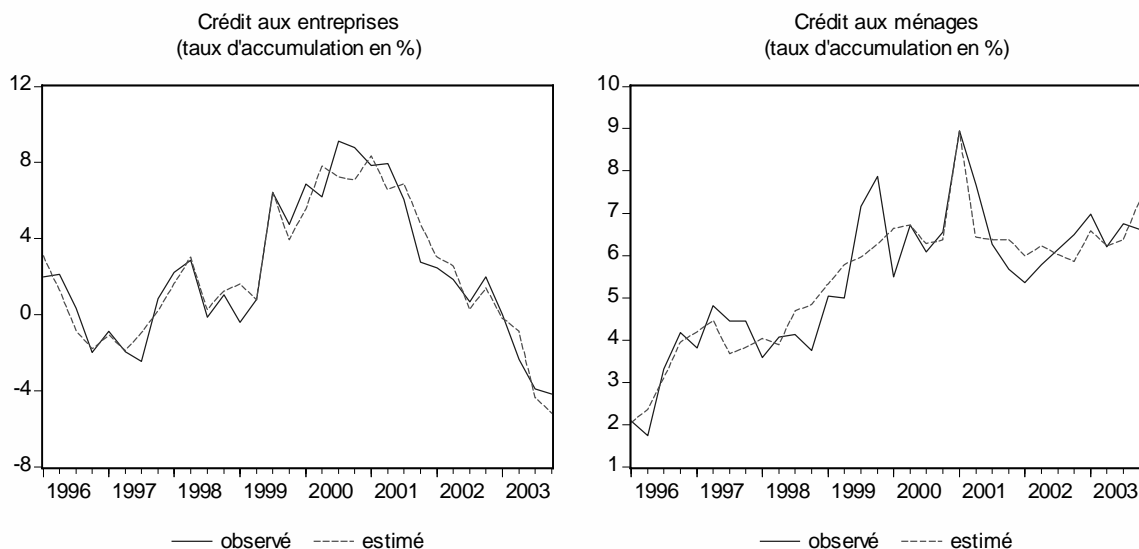 Crédit aux entreprises
(taux d'accumulation en %)
12
8
4
0
-4
-8
1996 1997 1998 1999 2000 2001 2002 2003
observé estimé
Crédit aux ménages
(taux d'accumulation en %)
10
9
8
7
6
5
4
3
2
1
1996 1997 1998 1999 2000 2001 2002 2003
observé estimé